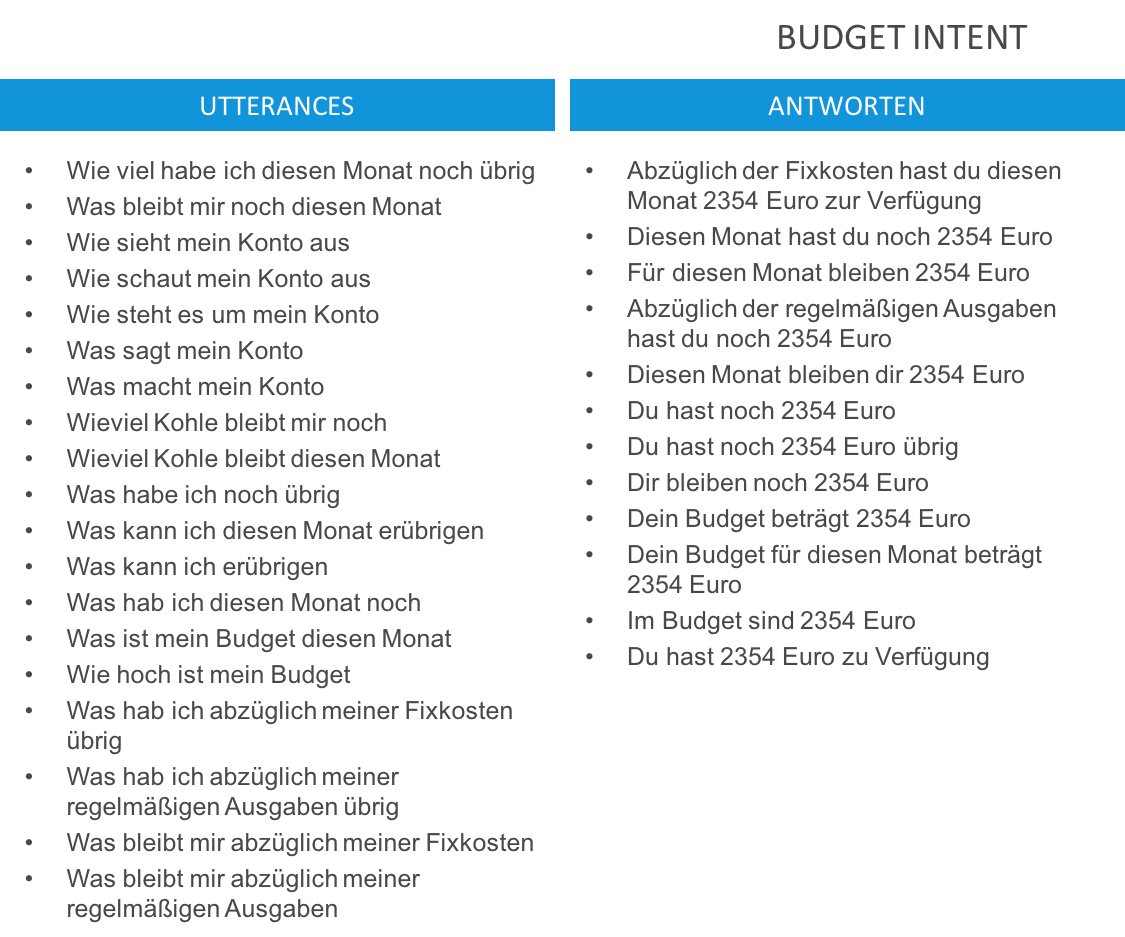 BUDGET INTENT
UTTERANCES
• Wie viel habe ich diesen Monat noch übrig
• Was bleibt mir noch diesen Monat
• Wie sieht mein Konto aus
• Wie schaut mein Konto aus
• Wie steht es um mein Konto
• Was sagt mein Konto
• Was macht mein Konto
• Wieviel Kohle bleibt mir noch
• Wieviel Kohle bleibt diesen Monat
• Was habe ich noch übrig
• Was kann ich diesen Monat erübrigen
• Was kann ich erübrigen
• Was hab ich diesen Monat noch
• Was ist mein Budget diesen Monat
• Wie hoch ist mein Budget
• Was hab ich abzüglich meiner Fixkosten
übrig
• Was hab ich abzüglich meiner
regelmäßigen Ausgaben übrig
• Was bleibt mir abzüglich meiner Fixkosten
• Was bleibt mir abzüglich meiner
regelmäßigen Ausgaben
ANTWORTEN
• Abzüglich der Fixkosten hast du diesen
Monat 2354 Euro zur Verfügung
• Diesen Monat hast du noch 2354 Euro
• Für diesen Monat bleiben 2354 Euro
• Abzüglich der regelmäßigen Ausgaben
hast du noch 2354 Euro
• Diesen Monat bleiben dir 2354 Euro
• Du hast noch 2354 Euro
• Du hast noch 2354 Euro übrig
• Dir bleiben noch 2354 Euro
• Dein Budget beträgt 2354 Euro
• Dein Budget für diesen Monat beträgt
2354 Euro
• Im Budget sind 2354 Euro
• Du hast 2354 Euro zu Verfügung